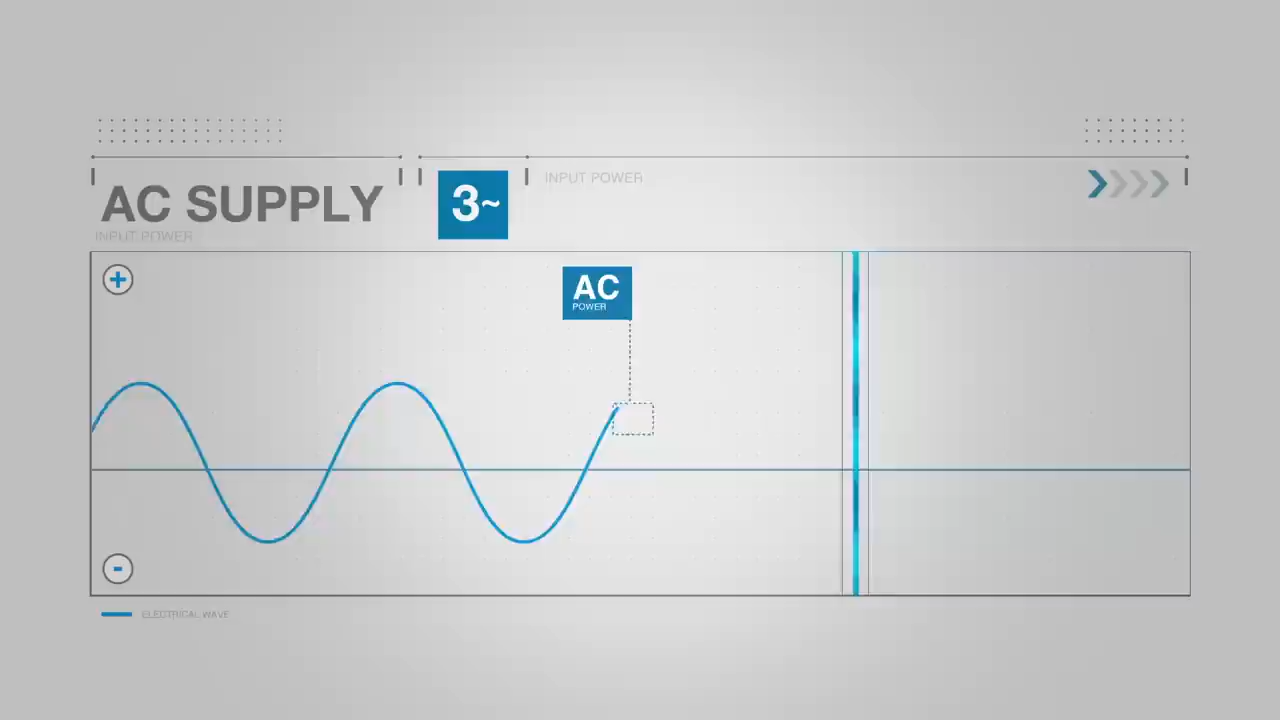 AC SUPPLY
INPUT POWER
3~
INPUT POWER
+
AC
POWER
-
ELECTRICAL WAVE